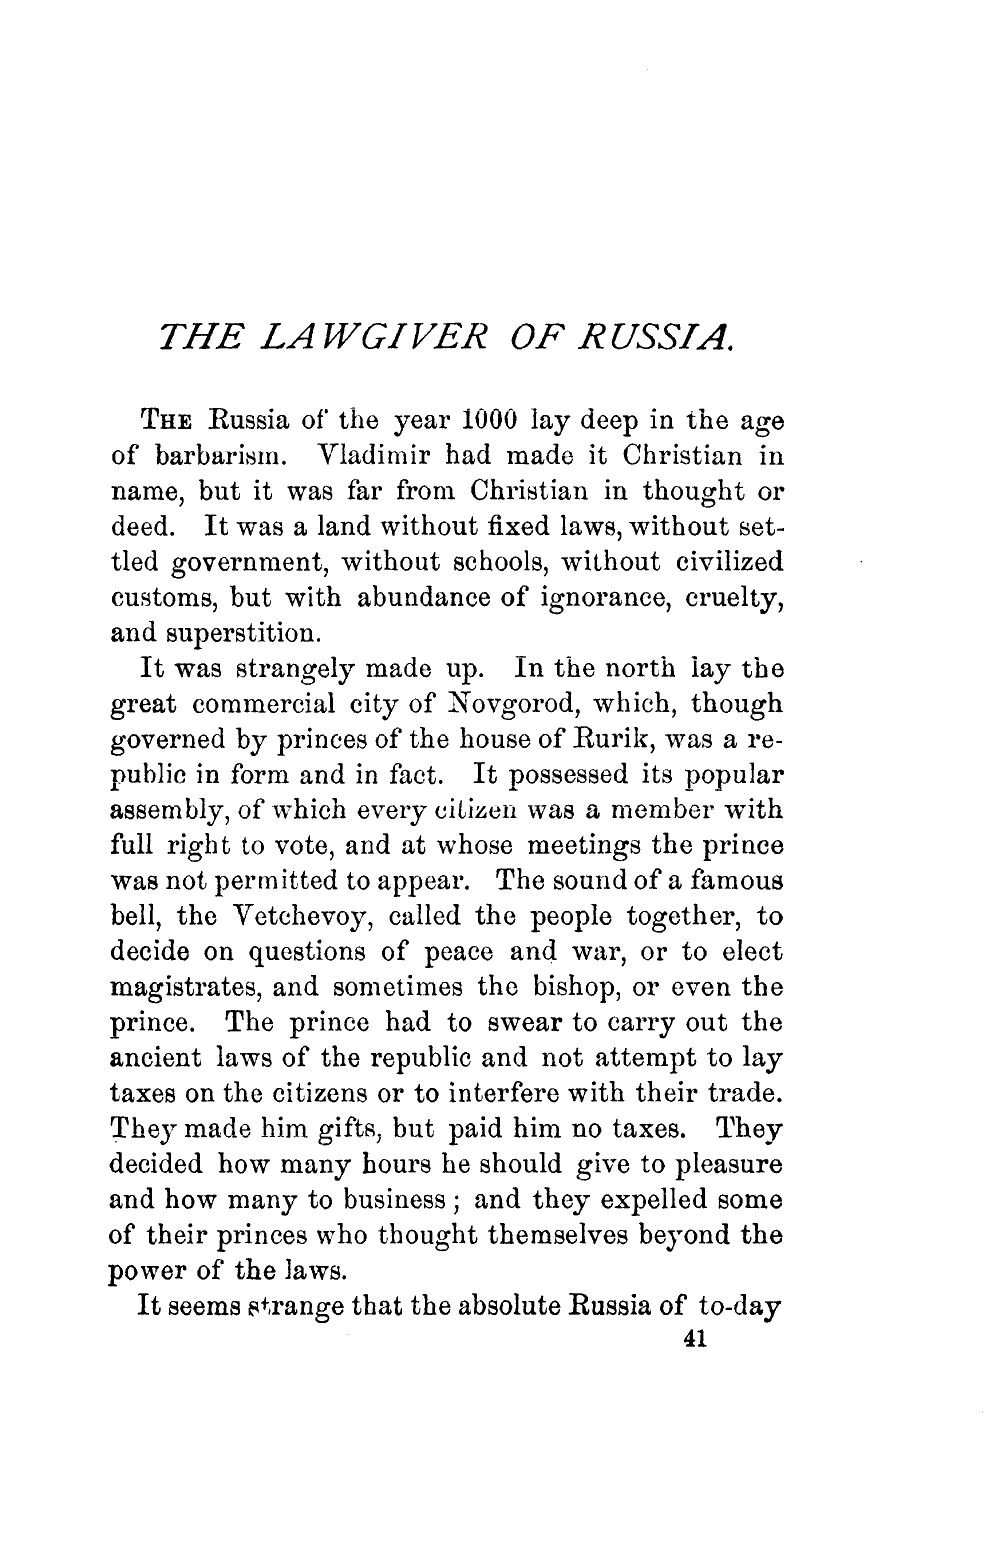 THE LAWGIVER OF RUSSIA.
THE Russia of the year 1000 lay deep in the age
of barbarism. Vladimir had made it Christian in
name, but it was far from Christian in thought or
deed. It was a land without fixed laws, without set-
tled government, without schools, without civilized
customs, but with abundance of ignorance, cruelty,
and superstition.
It was strangely made up. In the north lay the
great commercial city of Novgorod, which, though
governed by princes of the house of Rurik, was a re-
public in form and in fact. It possessed its popular
assembly, of which every citizen was a member with
full right to vote, and at whose meetings the prince
was not permitted to appear. The sound of a famous
bell, the Vetchevoy, called the people together, to
decide on questions of peace and war, or to elect
magistrates, and sometimes the bishop, or even the
prince. The prince had to swear to carry out the
ancient laws of the republic and not attempt to lay
taxes on the citizens or to interfere with their trade.
They made him gifts, but paid him no taxes. They
decided how many hours he should give to pleasure
and how many to business; and they expelled some
of their princes who thought themselves beyond the
power of the laws.
It seems strange that the absolute Russia of to-day
41